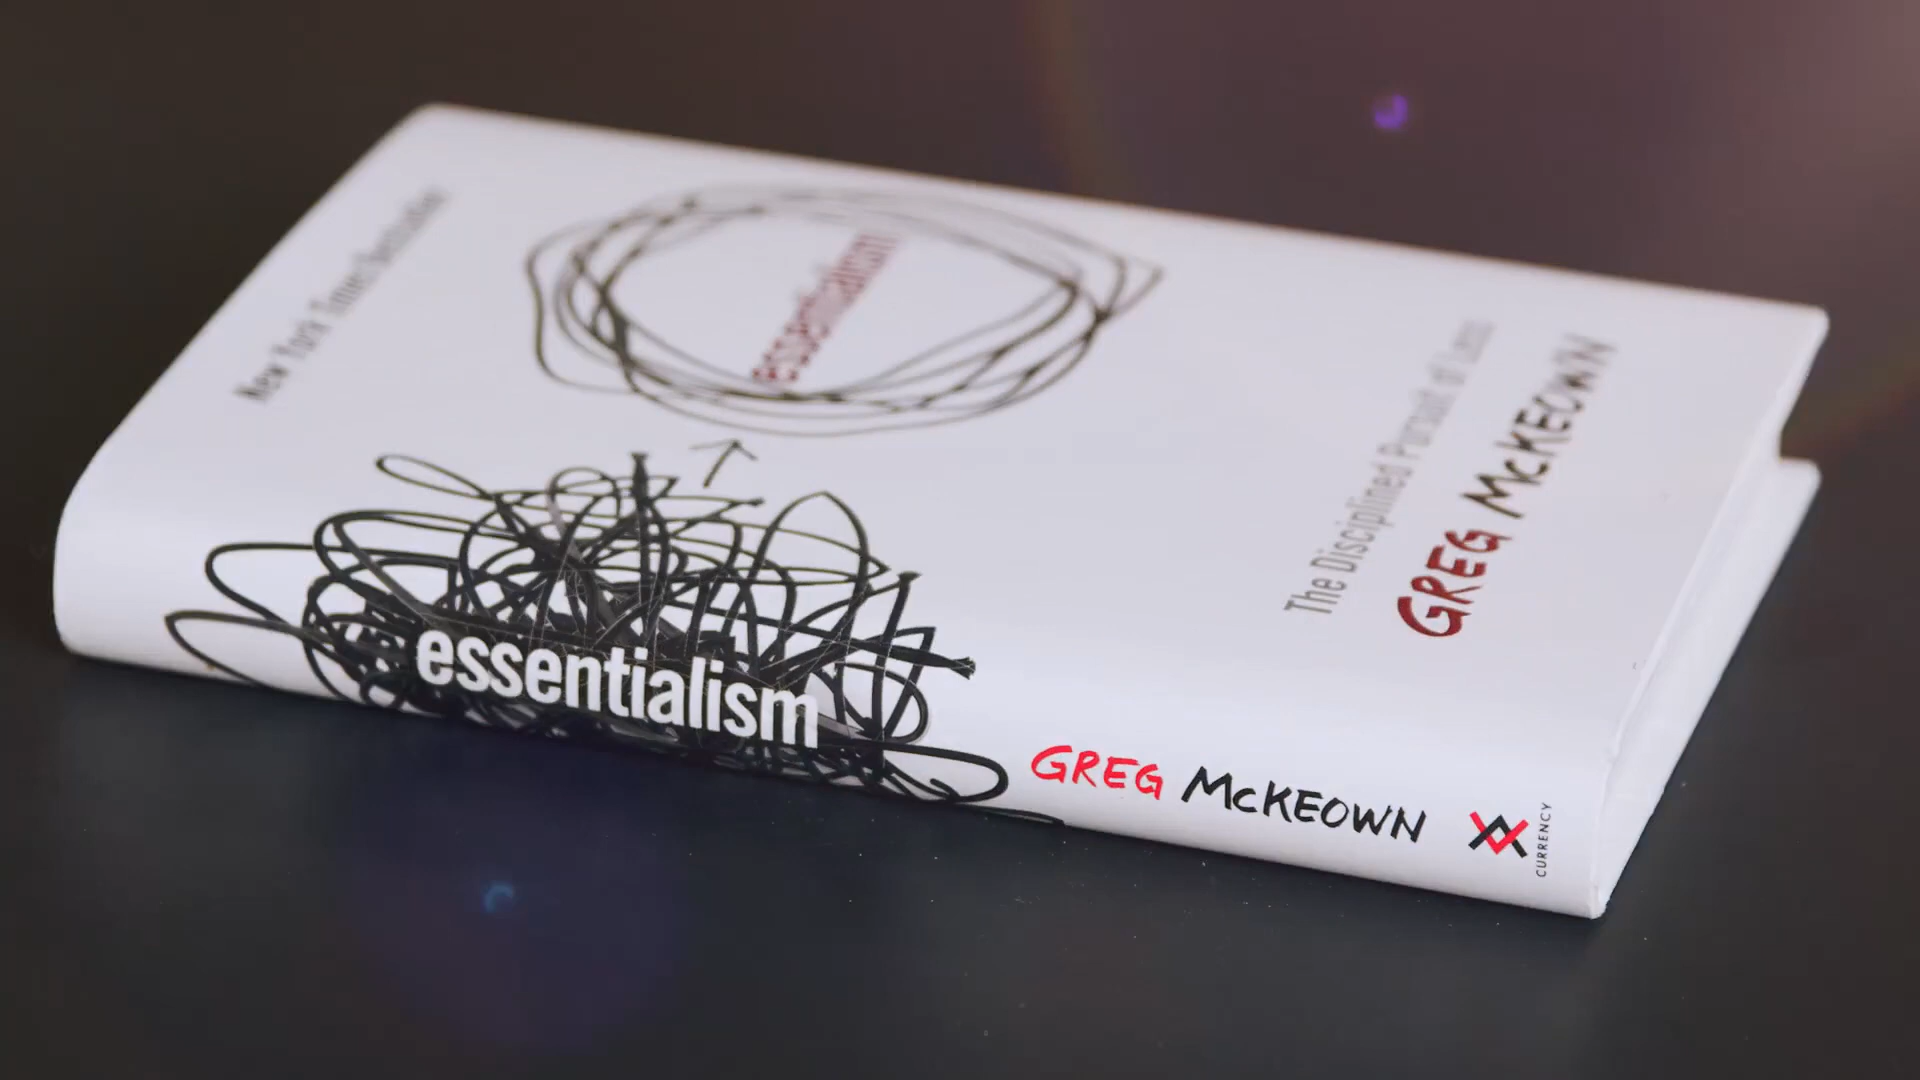 New York Times Bestseller
essentialism
The Disciplined Pursuit of Less
GREG McKEOWN
essentialism
GREG McKEOWN
CURRENCY